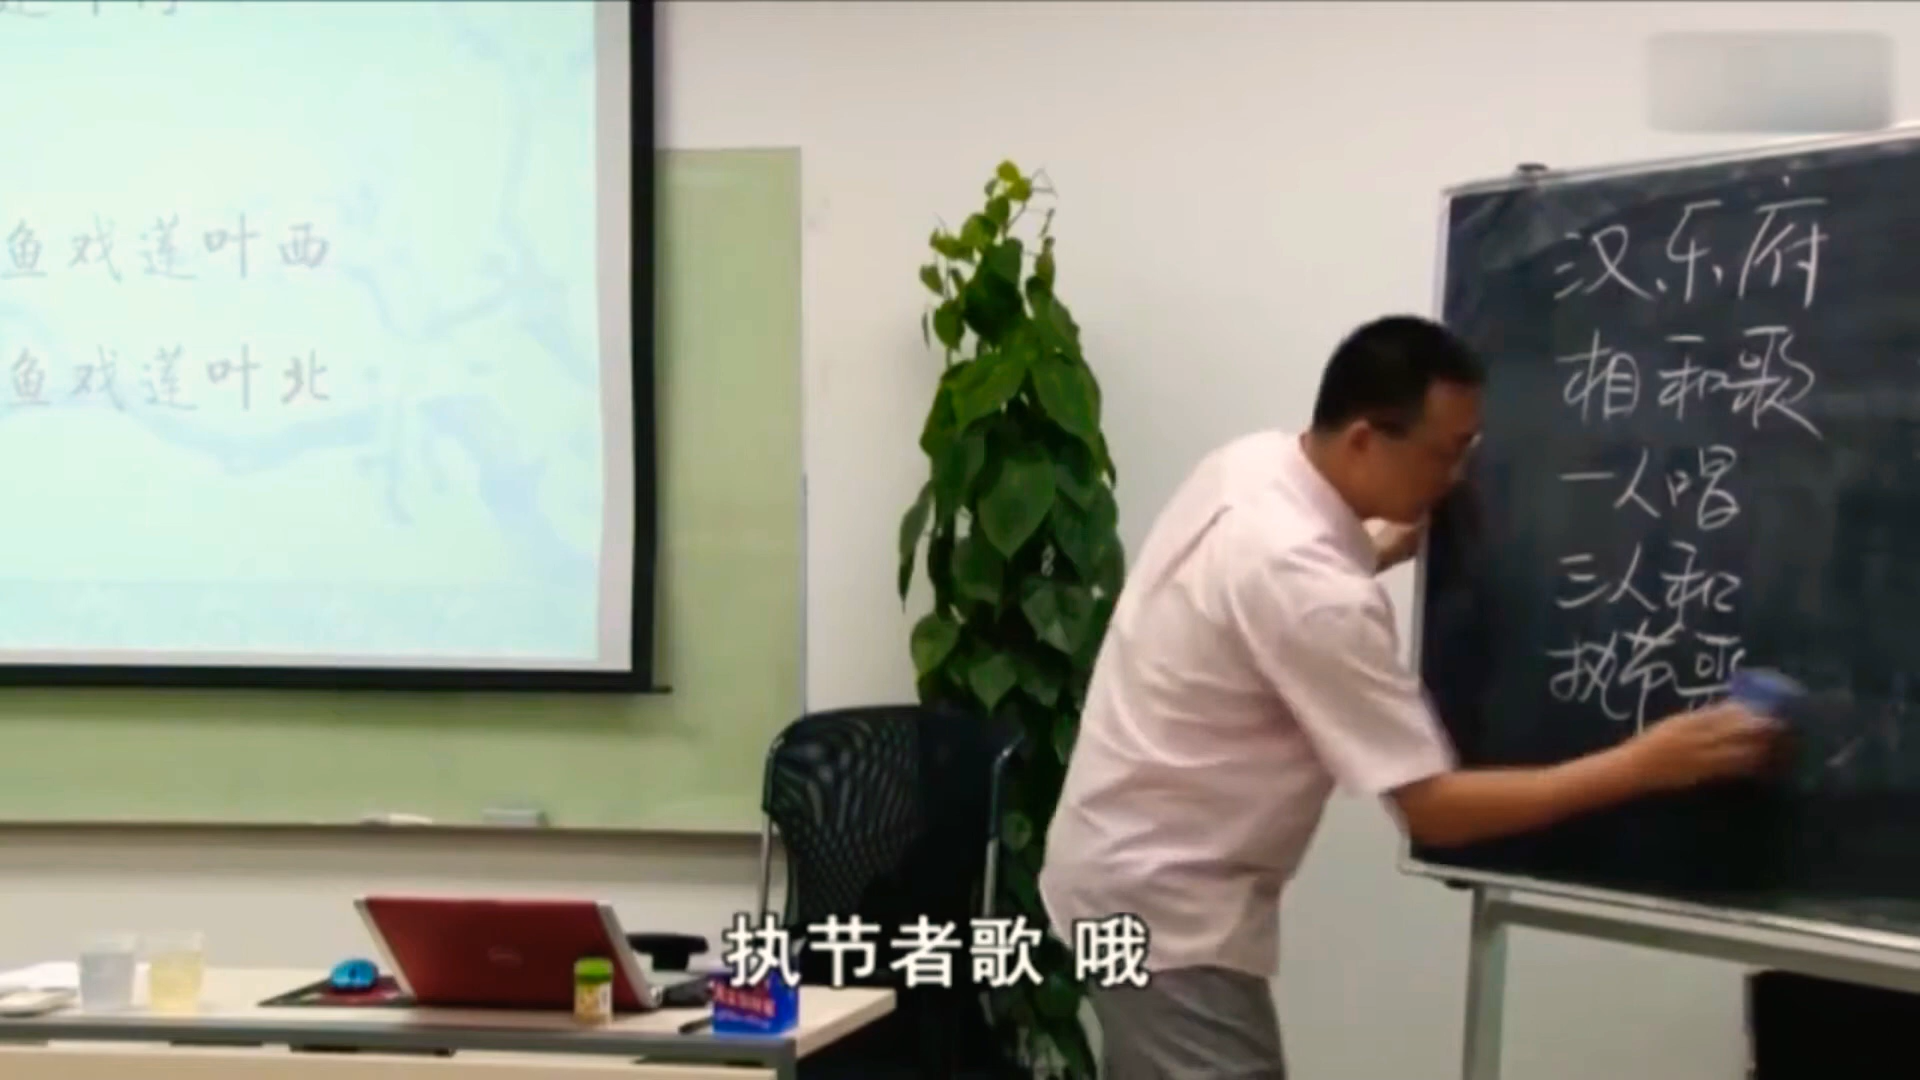 鱼戏莲叶西
鱼戏莲叶北
汉乐府
相和歌
一人唱
三人和
执节
执节者歌 哦